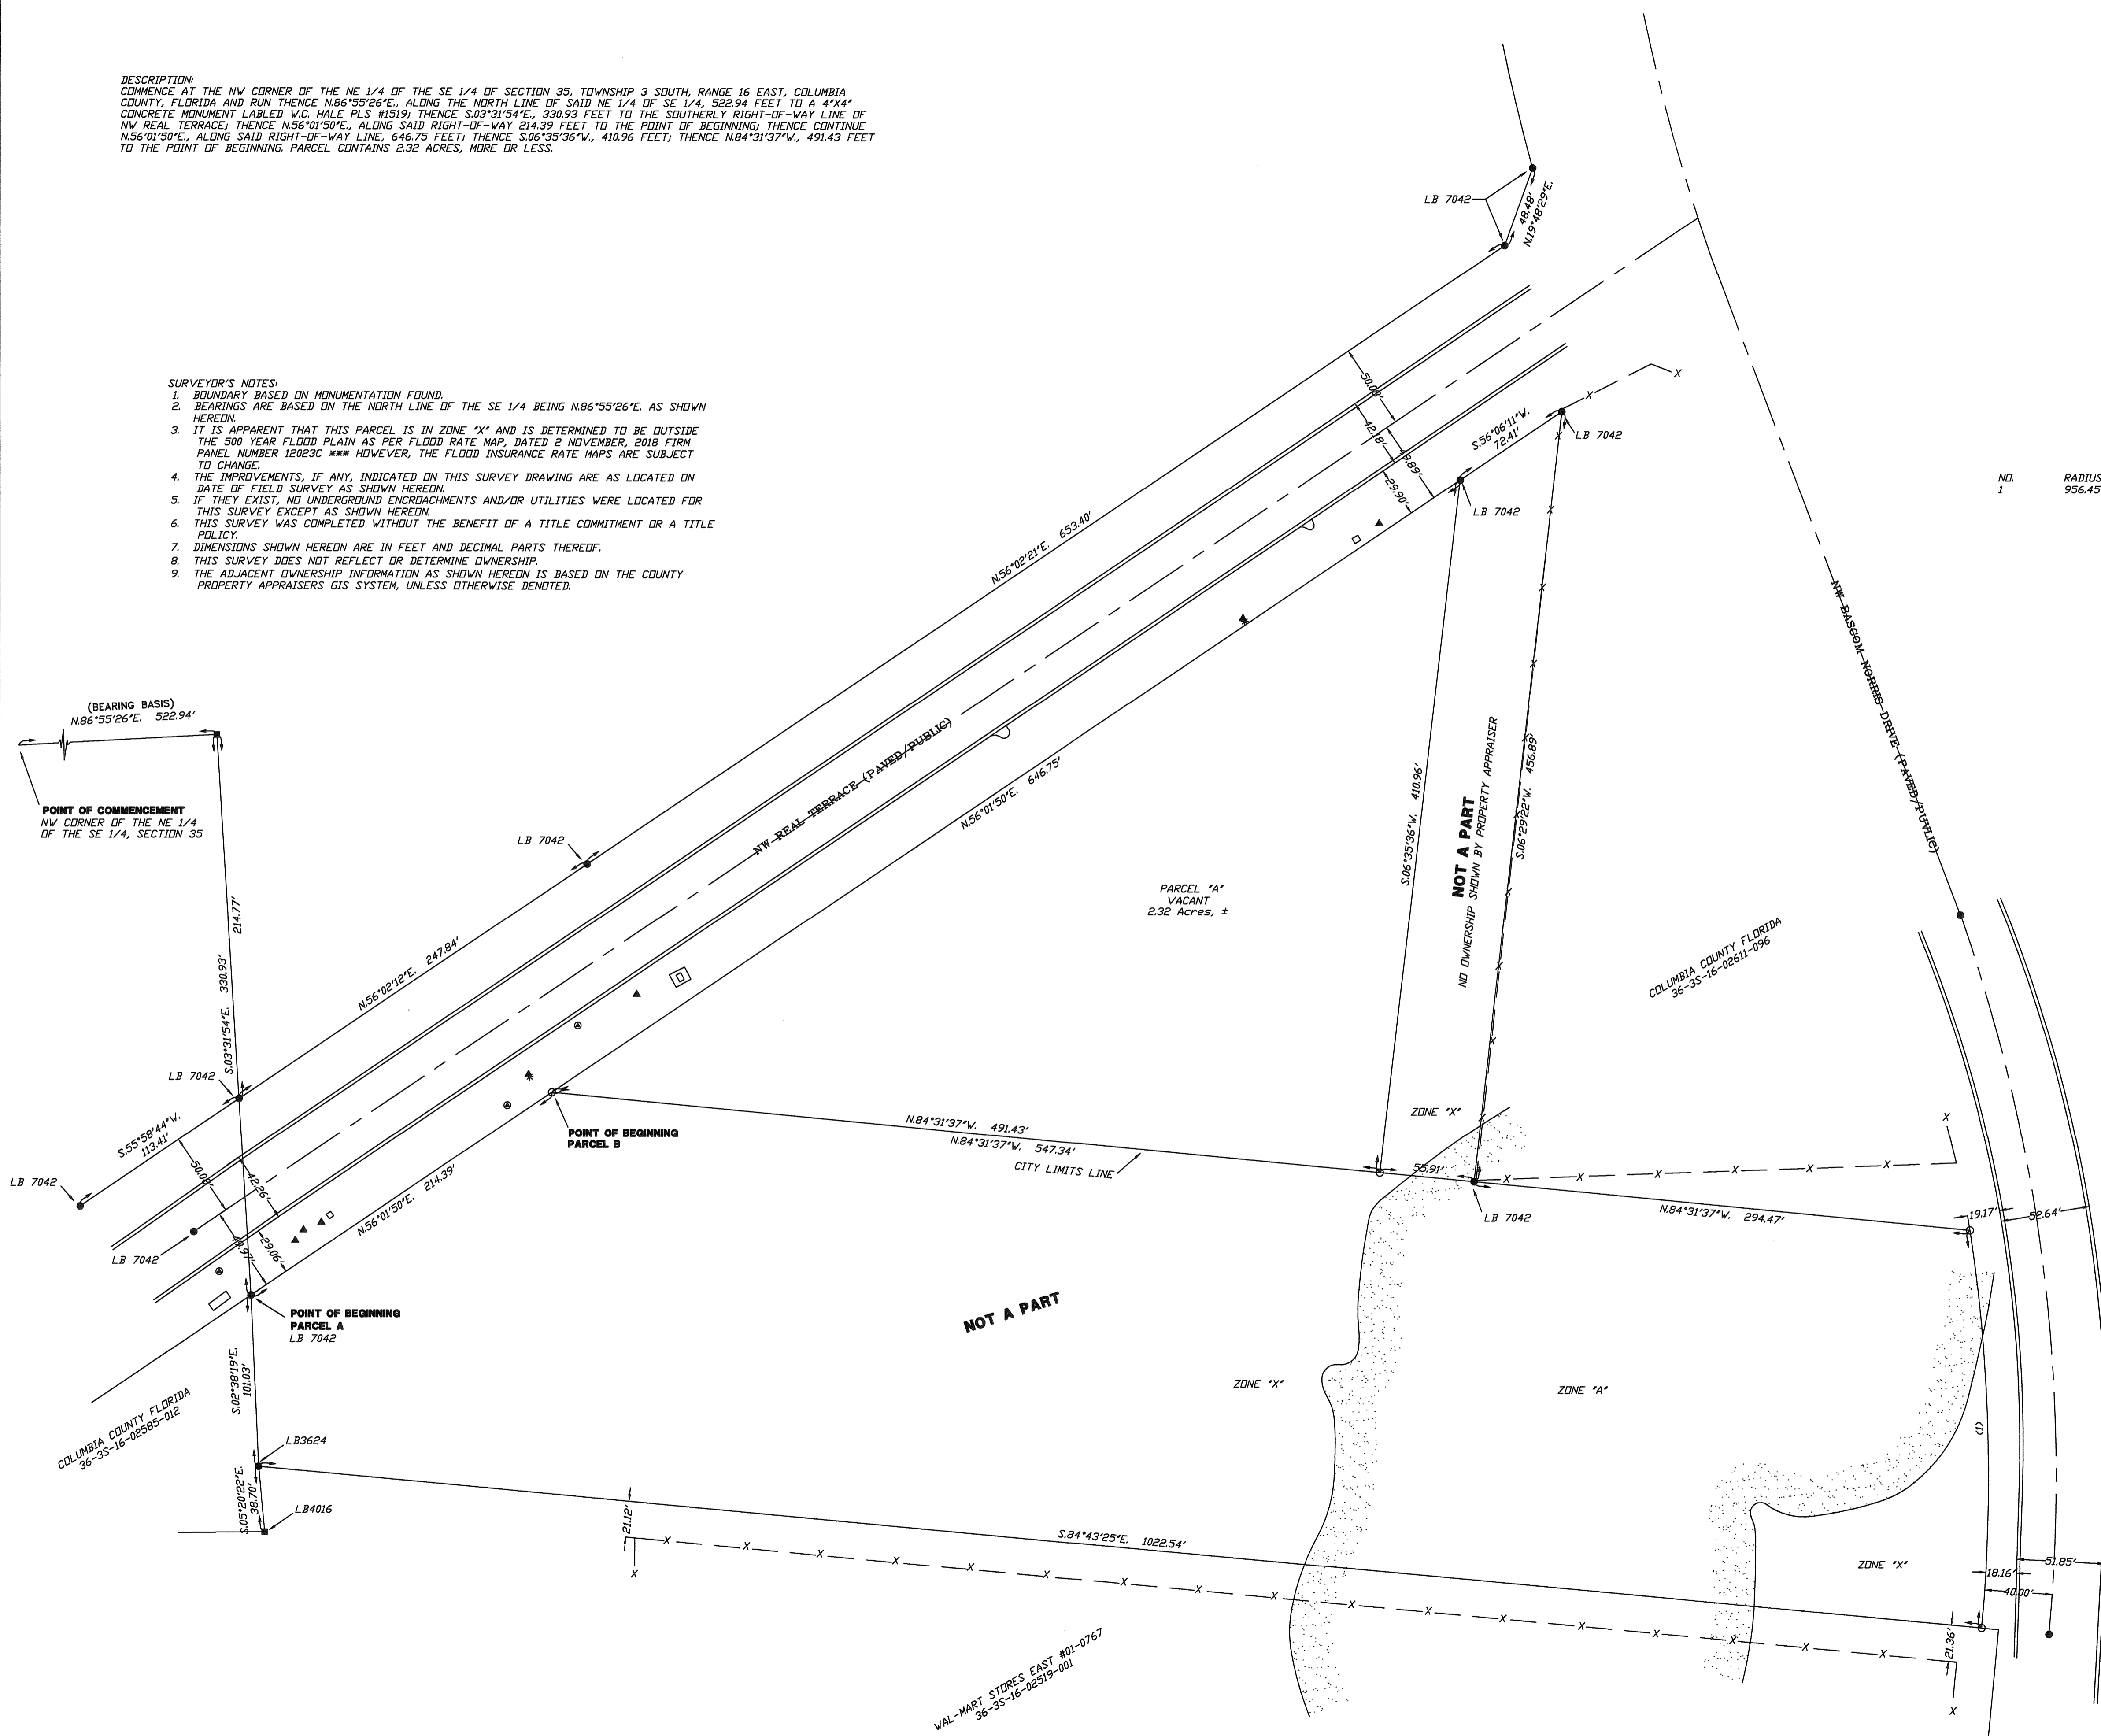 DESCRIPTION:
COMMENCE AT THE NW CORNER OF THE NE 1/4 OF THE SE 1/4 OF SECTION 35, TOWNSHIP 3 SOUTH, RANGE 16 EAST, COLUMBIA
COUNTY, FLORIDA AND RUN THENCE N.86°55'26"E., ALONG THE NORTH LINE OF SAID NE 1/4 OF SE 1/4, 522.94 FEET TO A 4"X4"
CONCRETE MONUMENT LABLED W.C. HALE PLS #1519; THENCE S.03°31'54"E., 330.93 FEET TO THE SOUTHERLY RIGHT-OF-WAY LINE OF
NW REAL TERRACE; THENCE N.56°01'50"E., ALONG SAID RIGHT-OF-WAY 214.39 FEET TO THE POINT OF BEGINNING; THENCE CONTINUE
N.56°01'50"E., ALONG SAID RIGHT-OF-WAY LINE, 646.75 FEET; THENCE S.06°35'36"W., 410.96 FEET; THENCE N.84°31'37"W., 491.43 FEET
TO THE POINT OF BEGINNING. PARCEL CONTAINS 2.32 ACRES, MORE OR LESS.
SURVEYOR'S NOTES:
1. BOUNDARY BASED ON MONUMENTATION FOUND.
2. BEARINGS ARE BASED ON THE NORTH LINE OF THE SE 1/4 BEING N.86°55'26"E. AS SHOWN
HEREON.
3. IT IS APPARENT THAT THIS PARCEL IS IN ZONE "X" AND IS DETERMINED TO BE OUTSIDE
THE 500 YEAR FLOOD PLAIN AS PER FLOOD RATE MAP, DATED 2 NOVEMBER, 2018 FIRM
PANEL NUMBER 12023C *** HOWEVER, THE FLOOD INSURANCE RATE MAPS ARE SUBJECT
TO CHANGE.
4. THE IMPROVEMENTS, IF ANY, INDICATED ON THIS SURVEY DRAWING ARE AS LOCATED ON
DATE OF FIELD SURVEY AS SHOWN HEREON.
5. IF THEY EXIST, NO UNDERGROUND ENCROACHMENTS AND/OR UTILITIES WERE LOCATED FOR
THIS SURVEY EXCEPT AS SHOWN HEREON.
6. THIS SURVEY WAS COMPLETED WITHOUT THE BENEFIT OF A TITLE COMMITMENT OR A TITLE
POLICY.
7. DIMENSIONS SHOWN HEREON ARE IN FEET AND DECIMAL PARTS THEREOF.
8. THIS SURVEY DOES NOT REFLECT OR DETERMINE OWNERSHIP.
9. THE ADJACENT OWNERSHIP INFORMATION AS SHOWN HEREON IS BASED ON THE COUNTY
PROPERTY APPRAISERS GIS SYSTEM, UNLESS OTHERWISE DENOTED.
LB 7042
48.48'
N.19°48'29"E.
NO. RADIUS
1 956.45
50.08'
42.18'
29.90'
S.56°06'11"W.
72.41'
LB 7042
LB 7042
N.56°02'21"E. 653.40'
NW BASCOM NORRIS DRIVE (PAVED/PUVLIC)
(BEARING BASIS)
N.86°55'26"E. 522.94'
POINT OF COMMENCEMENT
NW CORNER OF THE NE 1/4
OF THE SE 1/4, SECTION 35
LB 7042
NW REAL TERRACE (PAVED/PUBLIC)
N.56°01'50"E. 646.75'
S.06°35'36"W. 410.96'
NOT A PART
NO OWNERSHIP SHOWN BY PROPERTY APPRAISER
S.06°29'22"W. 456.89'
PARCEL "A"
VACANT
2.32 Acres, ±
COLUMBIA COUNTY FLORIDA
36-3S-16-02611-096
214.77'
S.03°31'54"E. 330.93'
N.56°02'12"E. 247.84'
LB 7042
S.55°58'44"W.
113.41'
LB 7042
LB 7042
42.26'
29.06'
N.56°01'50"E. 214.39'
POINT OF BEGINNING
PARCEL B
N.84°31'37"W. 491.43'
N.84°31'37"W. 547.34'
CITY LIMITS LINE
ZONE "X"
55.91'
LB 7042
N.84°31'37"W. 294.47'
19.17'
52.64'
POINT OF BEGINNING
PARCEL A
LB 7042
NOT A PART
S.02°38'19"E.
101.03'
COLUMBIA COUNTY FLORIDA
36-3S-16-02585-012
LB3624
S.05°20'22"E.
38.70'
LB4016
ZONE "X"
ZONE "A"
(1)
21.12'
S.84°43'25"E. 1022.54'
ZONE "X"
51.85'
18.16'
40.00'
21.36'
WAL-MART STORES EAST #01-0767
36-3S-16-02519-001